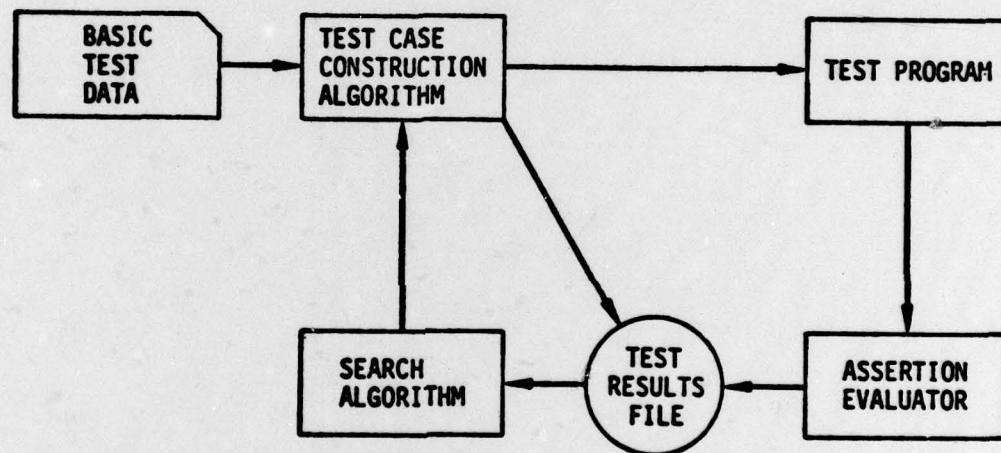 BASIC
TEST
DATA
TEST CASE
CONSTRUCTION
ALGORITHM
TEST PROGRAM
SEARCH
ALGORITHM
TEST
RESULTS
FILE
ASSERTION
EVALUATOR